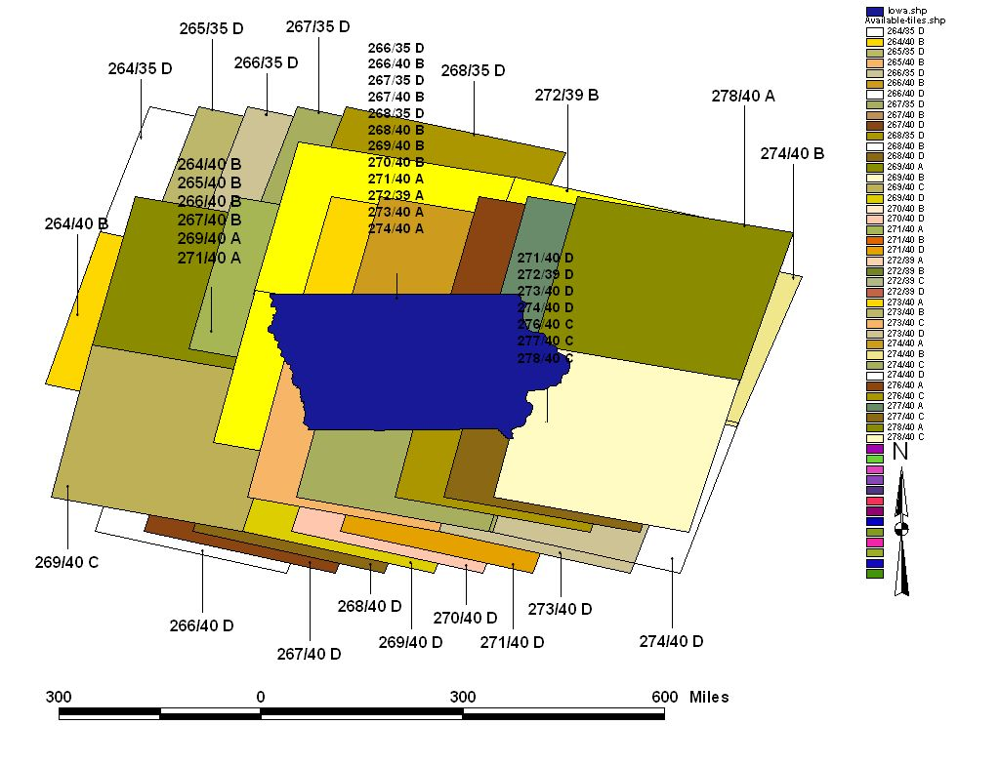 265/35 D
267/35 D
264/35 D
266/35 D
266/35 D
266/40 B
267/35 D
267/40 B
268/35 D
268/40 B
269/40 B
270/40 B
271/40 A
272/39 A
273/40 A
274/40 A
268/35 D
272/39 B
278/40 A
274/40 B
264/40 B
265/40 B
266/40 B
267/40 B
269/40 A
271/40 A
264/40 B
271/40 D
272/39 D
273/40 D
274/40 D
276/40 C
277/40 C
278/40 C
269/40 C
266/40 D
267/40 D
268/40 D
269/40 D
270/40 D
271/40 D
273/40 D
274/40 D
300 0 300 600 Miles
Iowa.shp
Available-tiles.shp
264/35 D
264/40 B
265/35 D
265/40 B
266/35 D
266/40 B
266/40 D
267/35 D
267/40 B
267/40 D
268/35 D
268/40 B
268/40 D
269/40 A
269/40 B
269/40 C
269/40 D
270/40 B
270/40 D
271/40 A
271/40 B
271/40 D
272/39 A
272/39 B
272/39 C
272/39 D
273/40 A
273/40 B
273/40 C
273/40 D
274/40 A
274/40 B
274/40 C
274/40 D
276/40 A
276/40 C
277/40 A
277/40 C
278/40 A
278/40 C
N